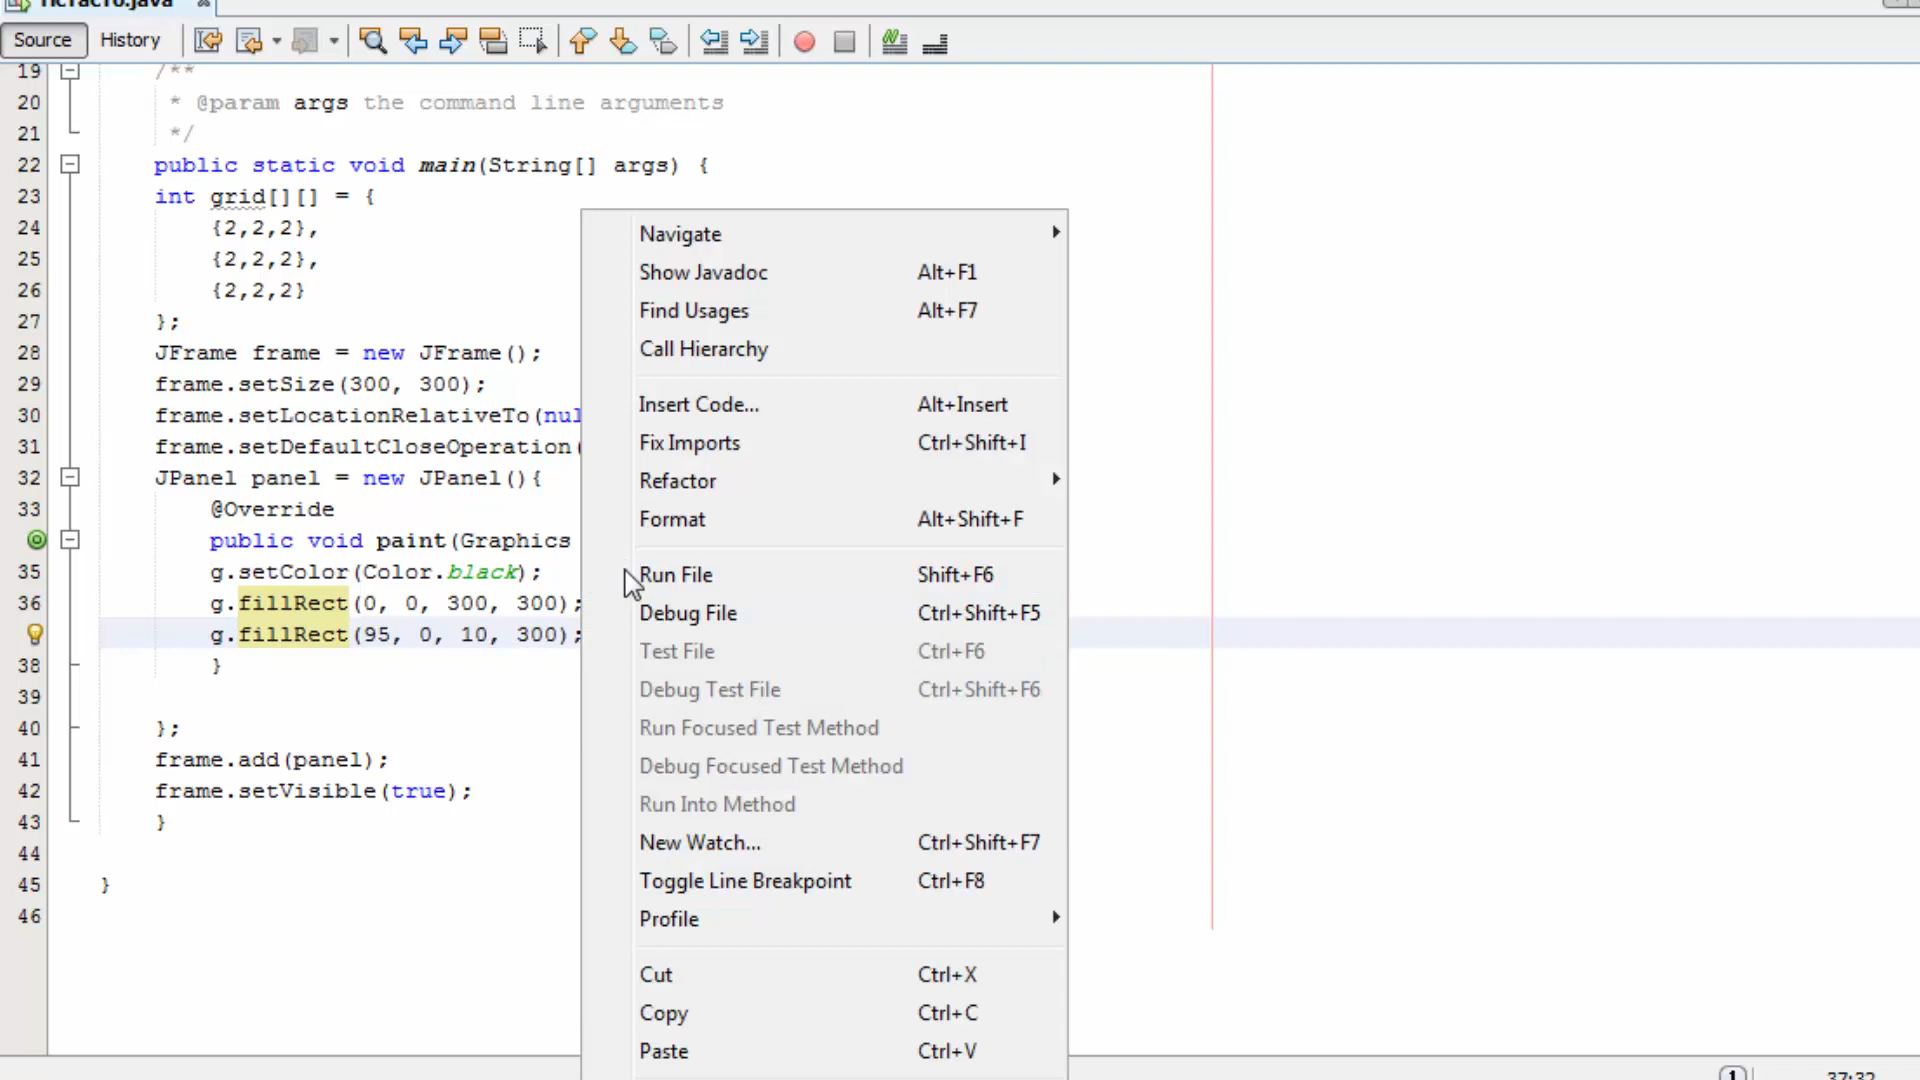 TicTacTo.java
Source History
19 /**
20 * @param args the command line arguments
21 */
22 public static void main(String[] args) {
23 int grid[][] = {
24 {2,2,2},
25 {2,2,2},
26 {2,2,2}
27 };
28 JFrame frame = new JFrame();
29 frame.setSize(300, 300);
30 frame.setLocationRelativeTo(nul
31 frame.setDefaultCloseOperation(
32 JPanel panel = new JPanel(){
33 @Override
public void paint(Graphics
35 g.setColor(Color.black);
36 g.fillRect(0, 0, 300, 300);
g.fillRect(95, 0, 10, 300);
38 }
39
40 };
41 frame.add(panel);
42 frame.setVisible(true);
43 }
44
45 }
46
Navigate
Show Javadoc Alt+F1
Find Usages Alt+F7
Call Hierarchy
Insert Code... Alt+Insert
Fix Imports Ctrl+Shift+I
Refactor
Format Alt+Shift+F
Run File Shift+F6
Debug File Ctrl+Shift+F5
Test File Ctrl+F6
Debug Test File Ctrl+Shift+F6
Run Focused Test Method
Debug Focused Test Method
Run Into Method
New Watch... Ctrl+Shift+F7
Toggle Line Breakpoint Ctrl+F8
Profile
Cut Ctrl+X
Copy Ctrl+C
Paste Ctrl+V
1 37:32